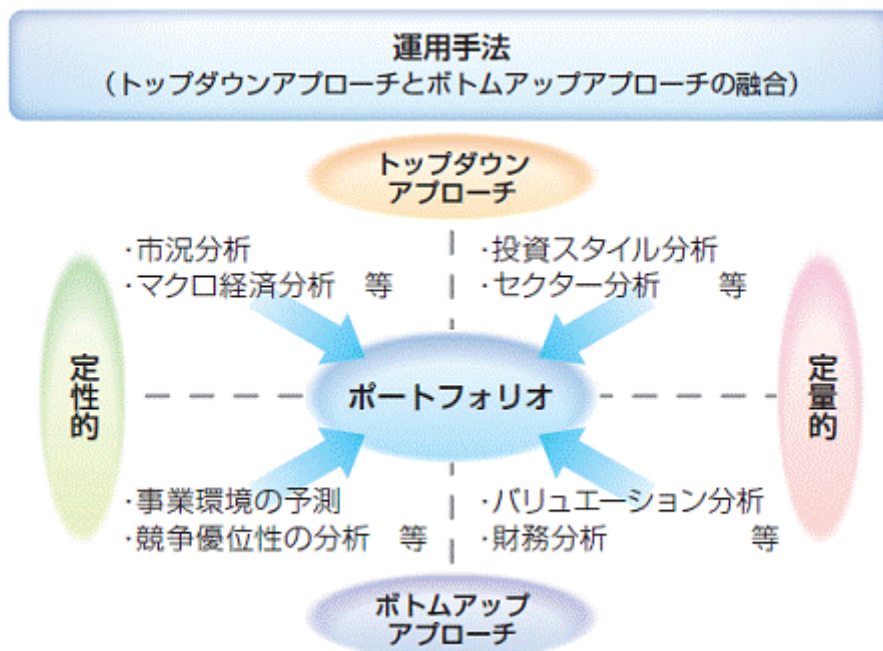 運用手法
（トップダウンアプローチとボトムアップアプローチの融合）
トップダウン
アプローチ
・市況分析
・マクロ経済分析　等
・投資スタイル分析
・セクター分析　　等
定性的
ポートフォリオ
定量的
・事業環境の予測
・競争優位性の分析　等
・バリュエーション分析
・財務分析　　　　等
ボトムアップ
アプローチ